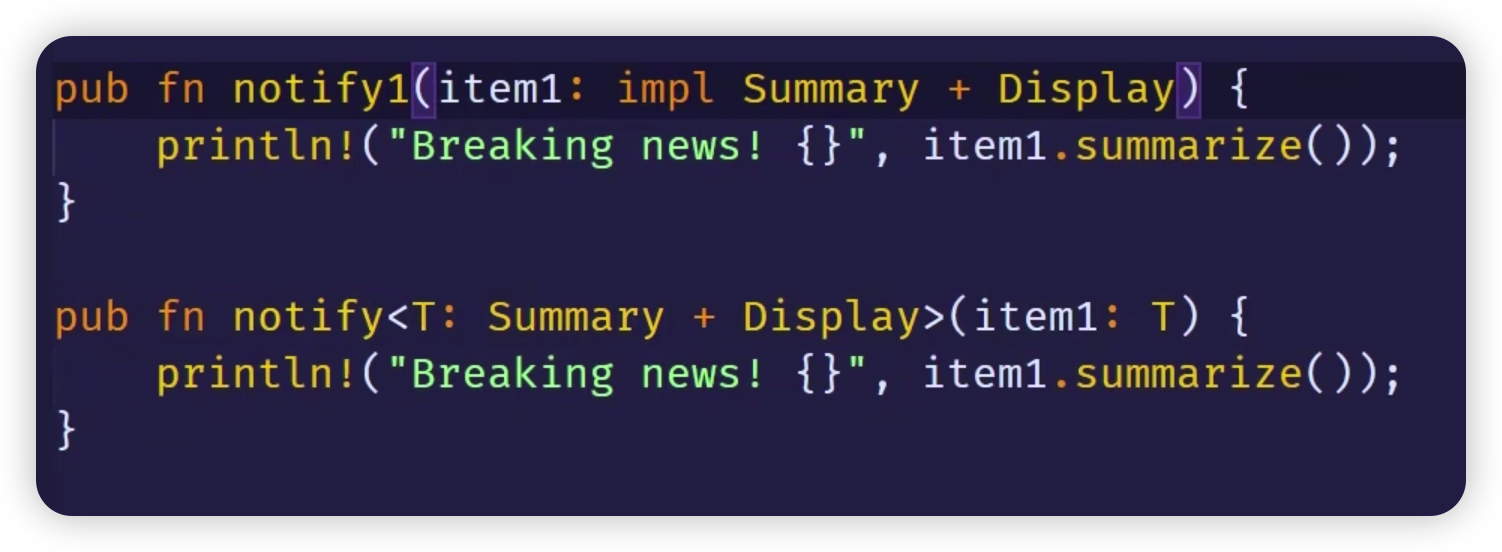 pub fn notify1(item1: impl Summary + Display) {
    println!("Breaking news! {}", item1.summarize());
}
pub fn notify<T: Summary + Display>(item1: T) {
    println!("Breaking news! {}", item1.summarize());
}